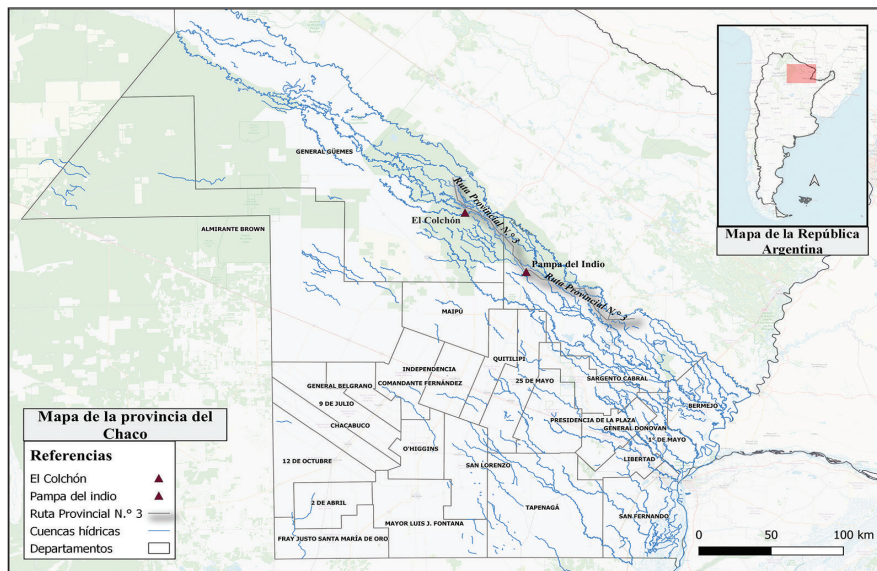 Mapa de la República
Argentina
GENERAL GÜEMES
Ruta Provincial N.º 3
El Colchón
ALMIRANTE BROWN
Pampa del Indio
Ruta Provincial N.º 3
MAIPÚ
QUITILIPI
INDEPENDENCIA
GENERAL BELGRANO
COMANDANTE FERNÁNDEZ
25 DE MAYO
SARGENTO CABRAL
9 DE JULIO
BERMEJO
CHACABUCO
PRESIDENCIA DE LA PLAZA
GENERAL DONOVAN
1º DE MAYO
O'HIGGINS
12 DE OCTUBRE
SAN LORENZO
LIBERTAD
2 DE ABRIL
TAPENAGÁ
SAN FERNANDO
MAYOR LUIS J. FONTANA
FRAY JUSTO SANTA MARÍA DE ORO
Mapa de la provincia del
Chaco
Referencias
El Colchón
Pampa del indio
Ruta Provincial N.º 3
Cuencas hídricas
Departamentos
0 50 100 km